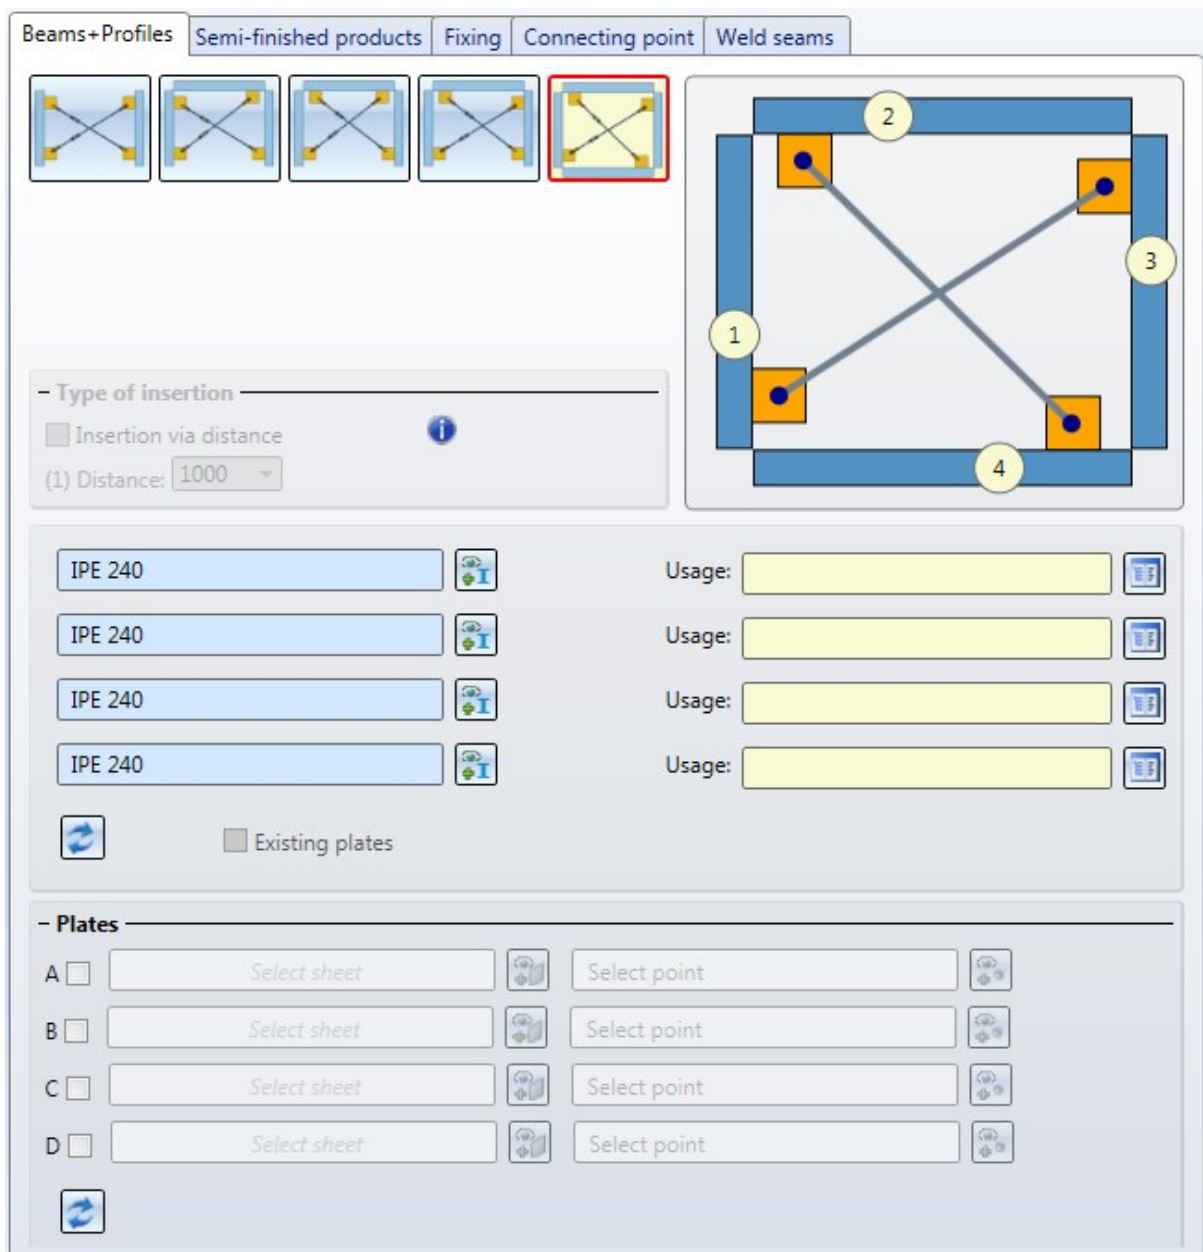 Beams+Profiles Semi-finished products Fixing Connecting point Weld seams
2
3
1
4
Type of insertion
Insertion via distance
(1) Distance: 1000
IPE 240 Usage:
IPE 240 Usage:
IPE 240 Usage:
IPE 240 Usage:
Existing plates
Plates
A Select sheet Select point
B Select sheet Select point
C Select sheet Select point
D Select sheet Select point